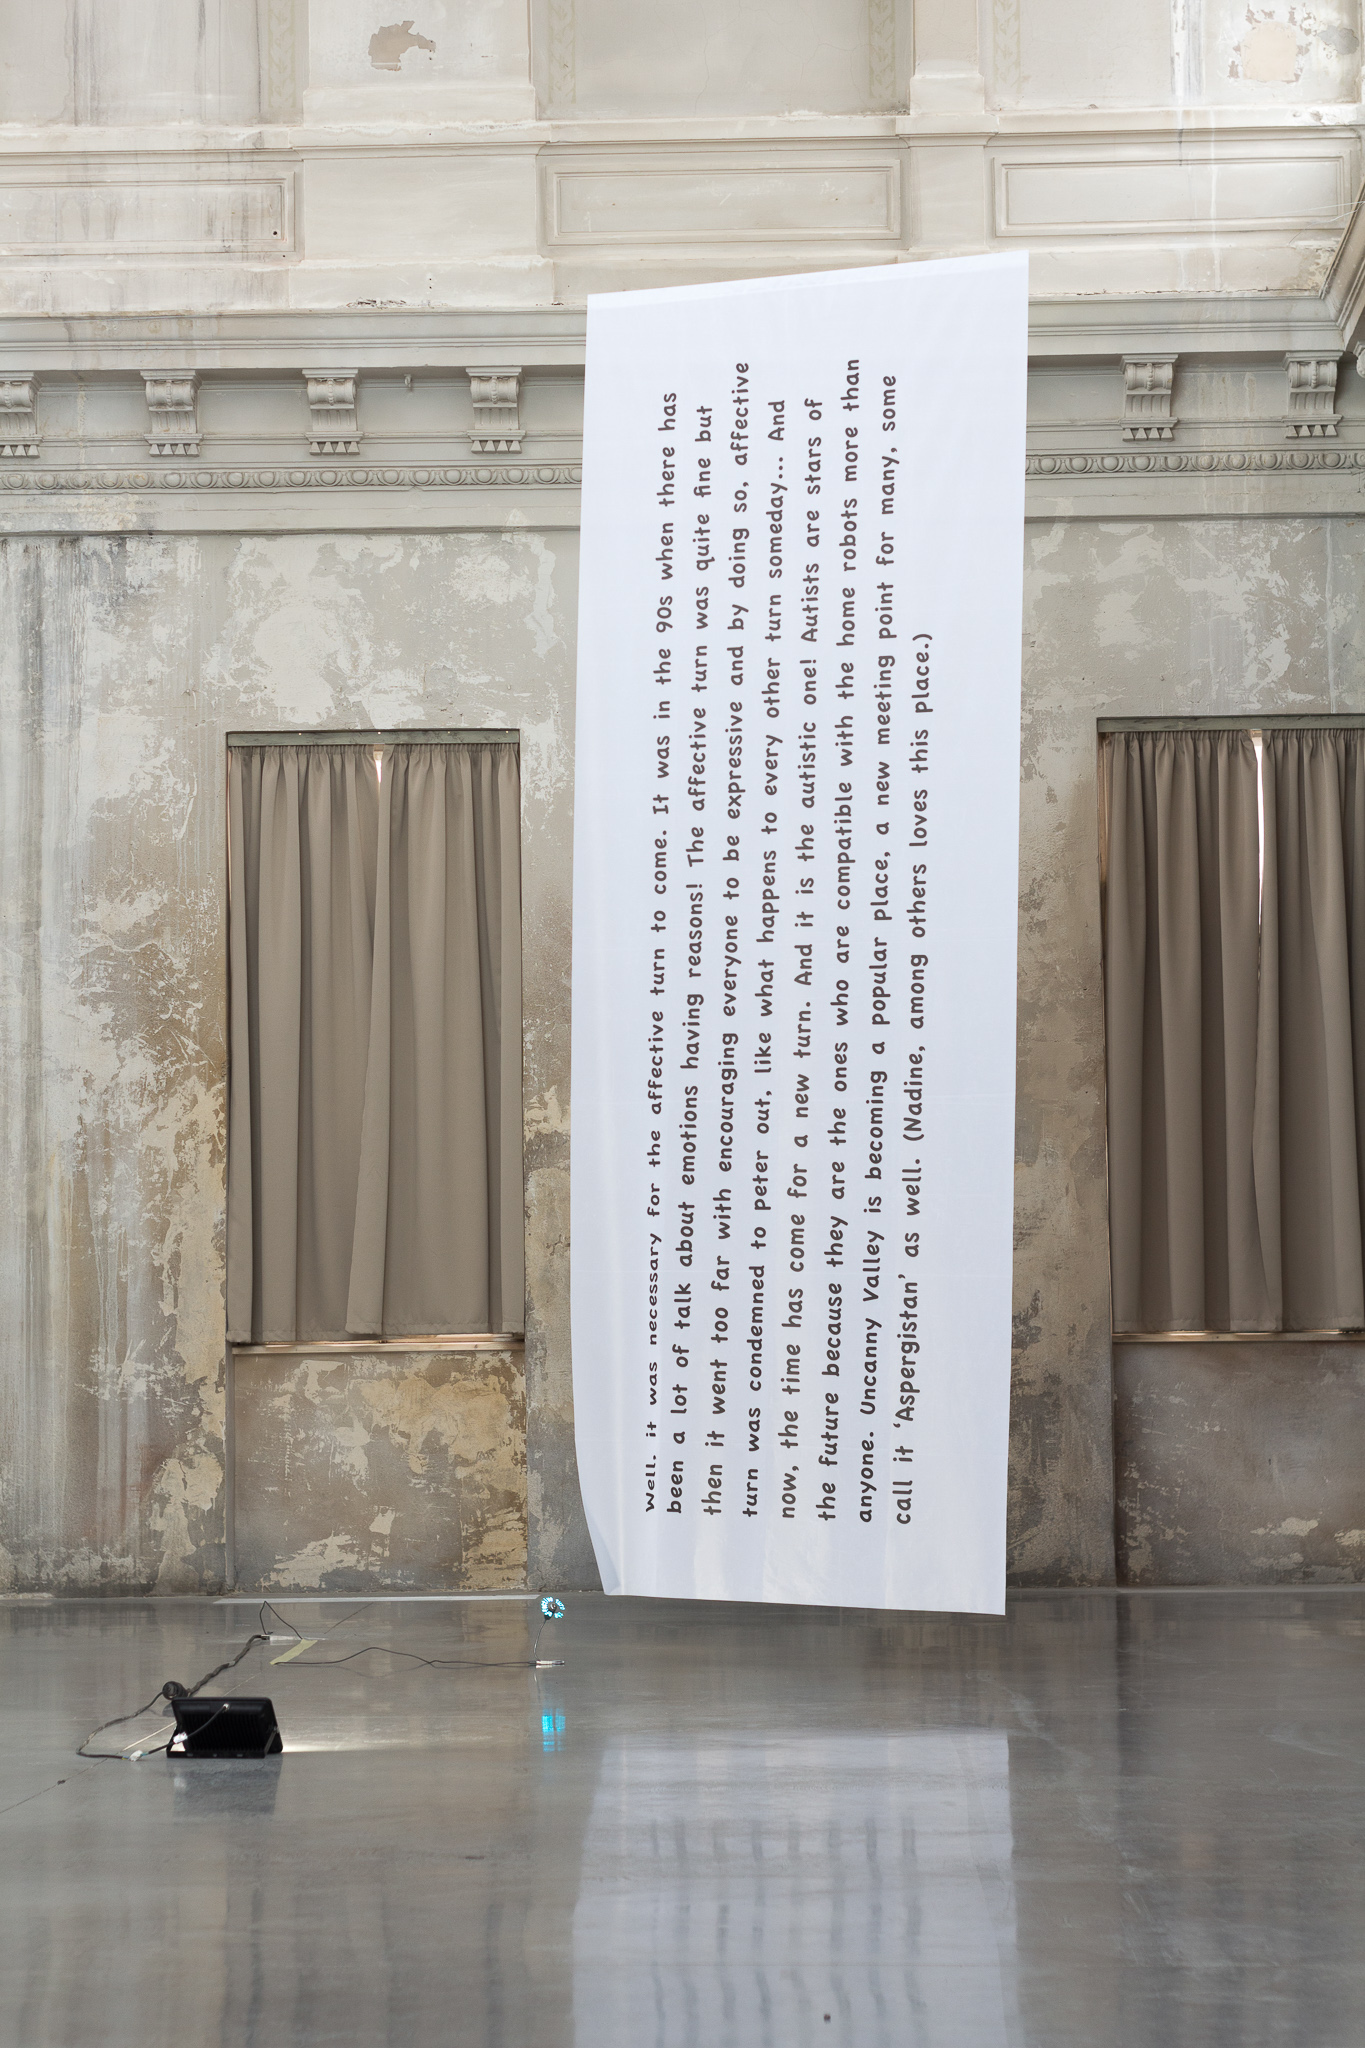 Well, it was necessary for the affective turn to come. It was in the 90s when there has
been a lot of talk about emotions having reasons! The affective turn was quite fine but
then it went too far with encouraging everyone to be expressive and by doing so, affective
turn was condemned to peter out, like what happens to every other turn someday... And
now, the time has come for a new turn. And it is the autistic one! Autists are stars of
the future because they are the ones who are compatible with the home robots more than
anyone. Uncanny Valley is becoming a popular place, a new meeting point for many, some
call it ‘Aspergistan’ as well. (Nadine, among others loves this place.)